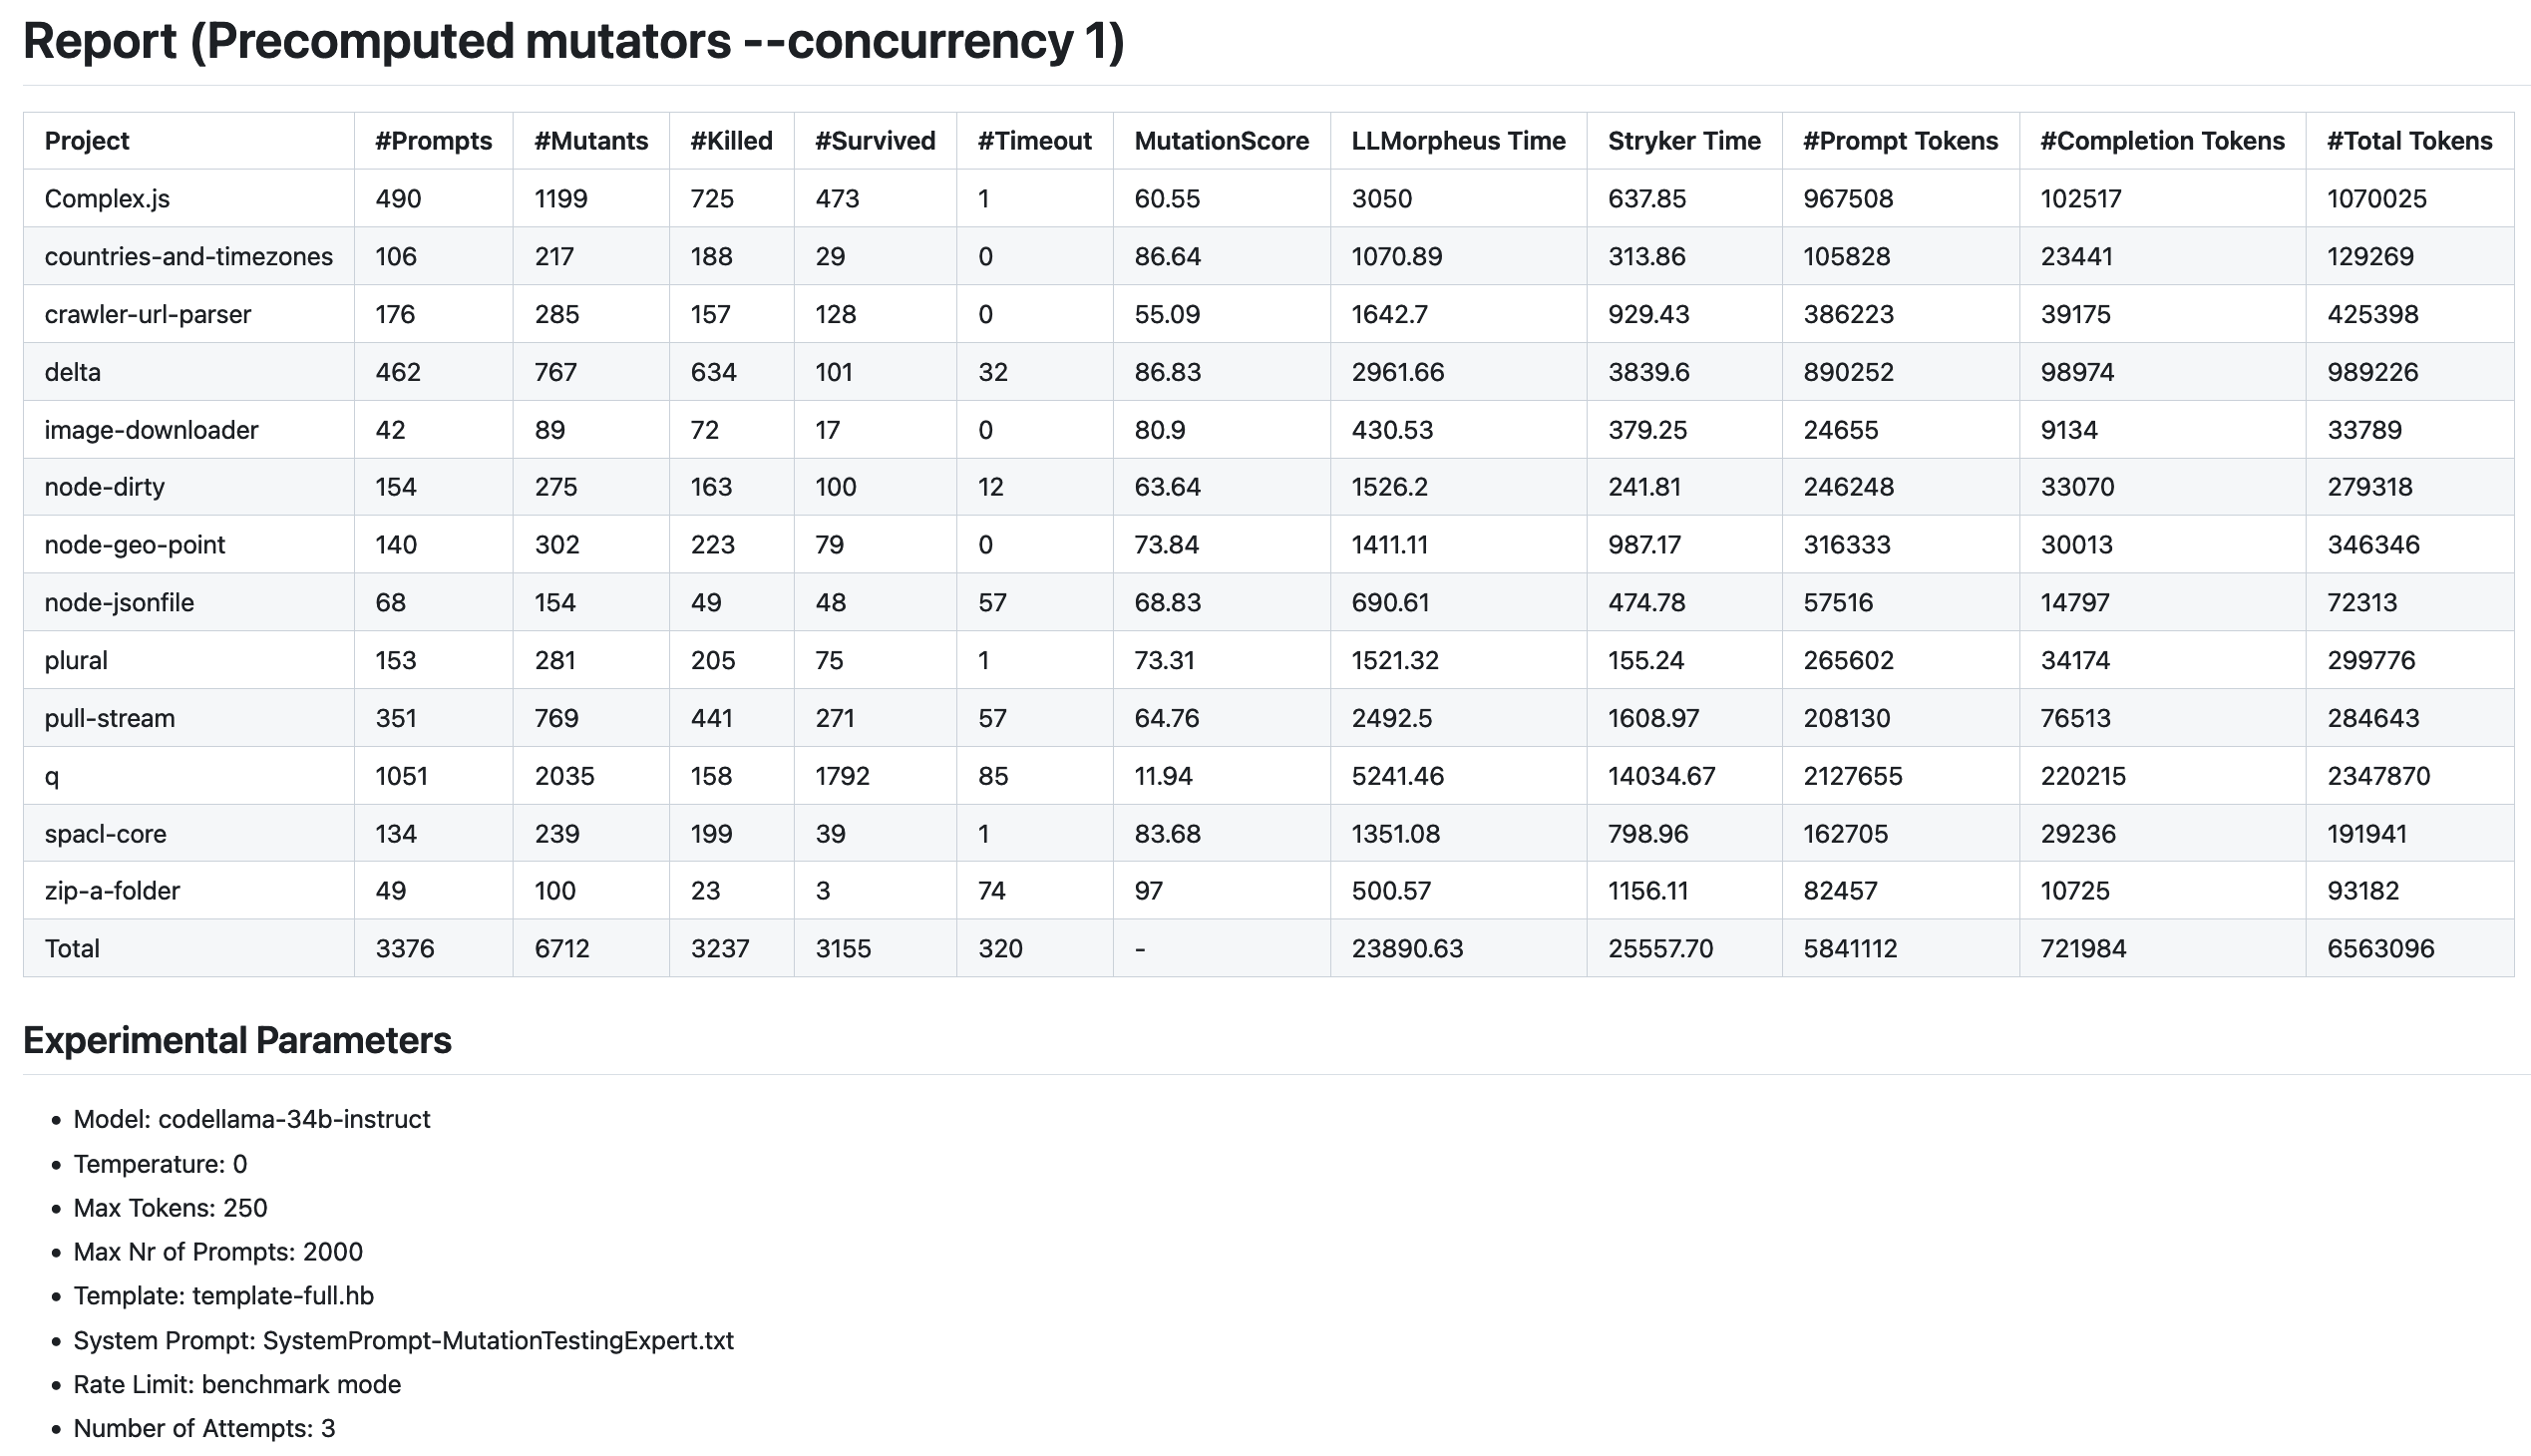 Report (Precomputed mutators --concurrency 1)
Project #Prompts #Mutants #Killed #Survived #Timeout MutationScore LLMorpheus Time Stryker Time #Prompt Tokens #Completion Tokens #Total Tokens
Complex.js 490 1199 725 473 1 60.55 3050 637.85 967508 102517 1070025
countries-and-timezones 106 217 188 29 0 86.64 1070.89 313.86 105828 23441 129269
crawler-url-parser 176 285 157 128 0 55.09 1642.7 929.43 386223 39175 425398
delta 462 767 634 101 32 86.83 2961.66 3839.6 890252 98974 989226
image-downloader 42 89 72 17 0 80.9 430.53 379.25 24655 9134 33789
node-dirty 154 275 163 100 12 63.64 1526.2 241.81 246248 33070 279318
node-geo-point 140 302 223 79 0 73.84 1411.11 987.17 316333 30013 346346
node-jsonfile 68 154 49 48 57 68.83 690.61 474.78 57516 14797 72313
plural 153 281 205 75 1 73.31 1521.32 155.24 265602 34174 299776
pull-stream 351 769 441 271 57 64.76 2492.5 1608.97 208130 76513 284643
q 1051 2035 158 1792 85 11.94 5241.46 14034.67 2127655 220215 2347870
spacl-core 134 239 199 39 1 83.68 1351.08 798.96 162705 29236 191941
zip-a-folder 49 100 23 3 74 97 500.57 1156.11 82457 10725 93182
Total 3376 6712 3237 3155 320 - 23890.63 25557.70 5841112 721984 6563096
Experimental Parameters
• Model: codellama-34b-instruct
• Temperature: 0
• Max Tokens: 250
• Max Nr of Prompts: 2000
• Template: template-full.hb
• System Prompt: SystemPrompt-MutationTestingExpert.txt
• Rate Limit: benchmark mode
• Number of Attempts: 3